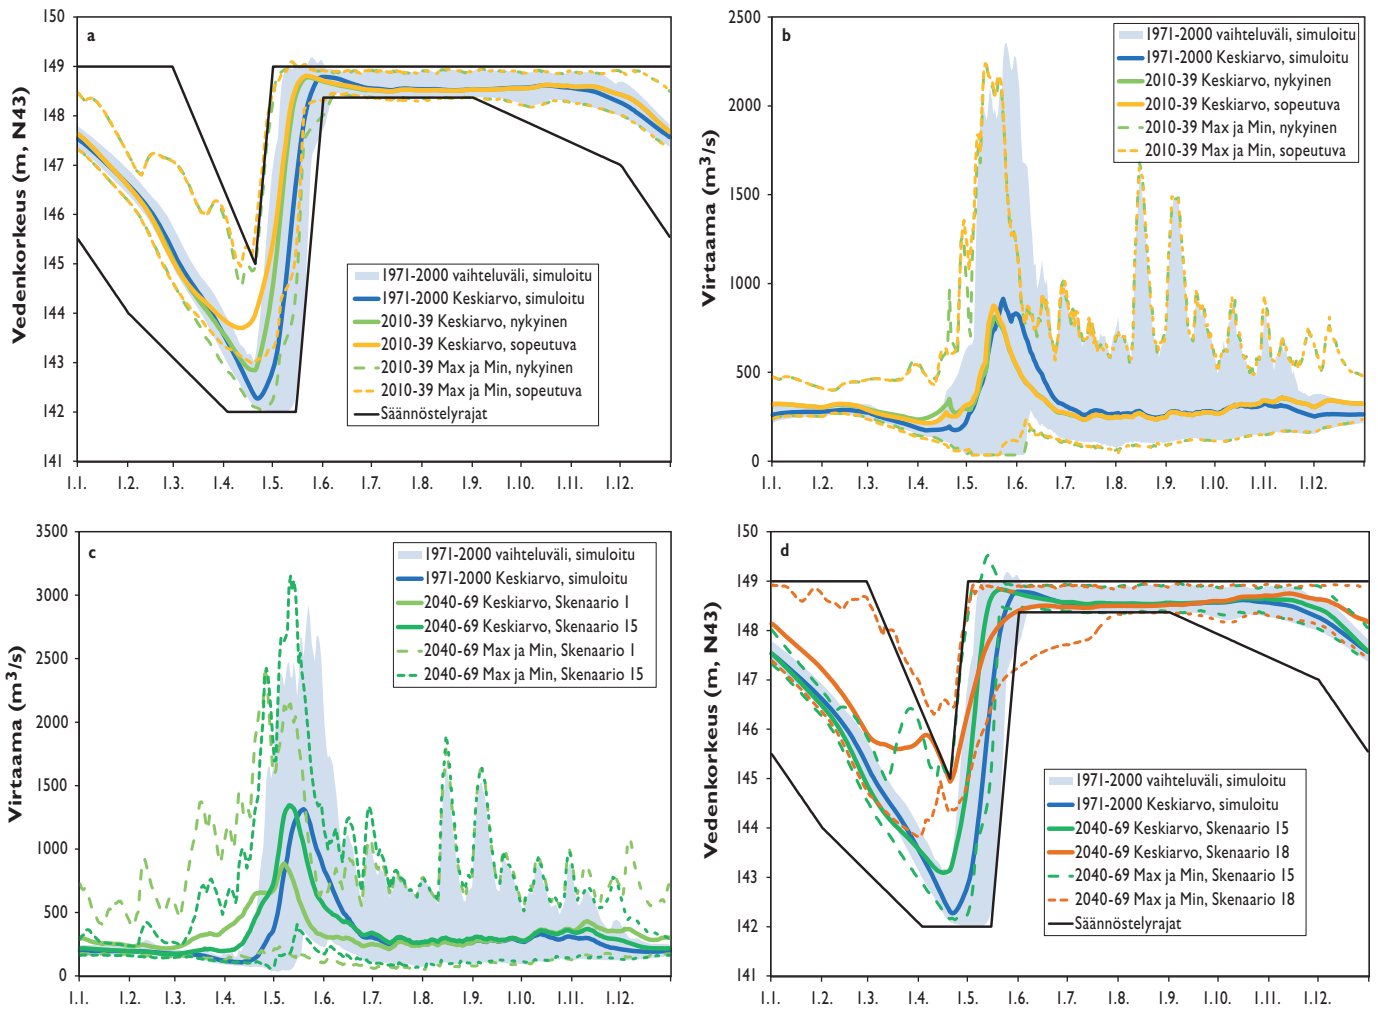 a
Vedenkorkeus (m, N43)
150
149
148
147
146
145
144
143
142
141
1.1. 1.2. 1.3. 1.4. 1.5. 1.6. 1.7. 1.8. 1.9. 1.10. 1.11. 1.12.
1971-2000 vaihteluväli, simuloitu
1971-2000 Keskiarvo, simuloitu
2010-39 Keskiarvo, nykyinen
2010-39 Keskiarvo, sopeutuva
2010-39 Max ja Min, nykyinen
2010-39 Max ja Min, sopeutuva
Säännöstelyrajat
b
Virtaama (m³/s)
2500
2000
1500
1000
500
0
1.1. 1.2. 1.3. 1.4. 1.5. 1.6. 1.7. 1.8. 1.9. 1.10. 1.11. 1.12.
1971-2000 vaihteluväli, simuloitu
1971-2000 Keskiarvo, simuloitu
2010-39 Keskiarvo, nykyinen
2010-39 Keskiarvo, sopeutuva
2010-39 Max ja Min, nykyinen
2010-39 Max ja Min, sopeutuva
c
Virtaama (m³/s)
3500
3000
2500
2000
1500
1000
500
0
1.1. 1.2. 1.3. 1.4. 1.5. 1.6. 1.7. 1.8. 1.9. 1.10. 1.11. 1.12.
1971-2000 vaihteluväli, simuloitu
1971-2000 Keskiarvo, simuloitu
2040-69 Keskiarvo, Skenaario 1
2040-69 Keskiarvo, Skenaario 15
2040-69 Max ja Min, Skenaario 1
2040-69 Max ja Min, Skenaario 15
d
Vedenkorkeus (m, N43)
150
149
148
147
146
145
144
143
142
141
1.1. 1.2. 1.3. 1.4. 1.5. 1.6. 1.7. 1.8. 1.9. 1.10. 1.11. 1.12.
1971-2000 vaihteluväli, simuloitu
1971-2000 Keskiarvo, simuloitu
2040-69 Keskiarvo, Skenaario 15
2040-69 Keskiarvo, Skenaario 18
2040-69 Max ja Min, Skenaario 15
2040-69 Max ja Min, Skenaario 18
Säännöstelyrajat